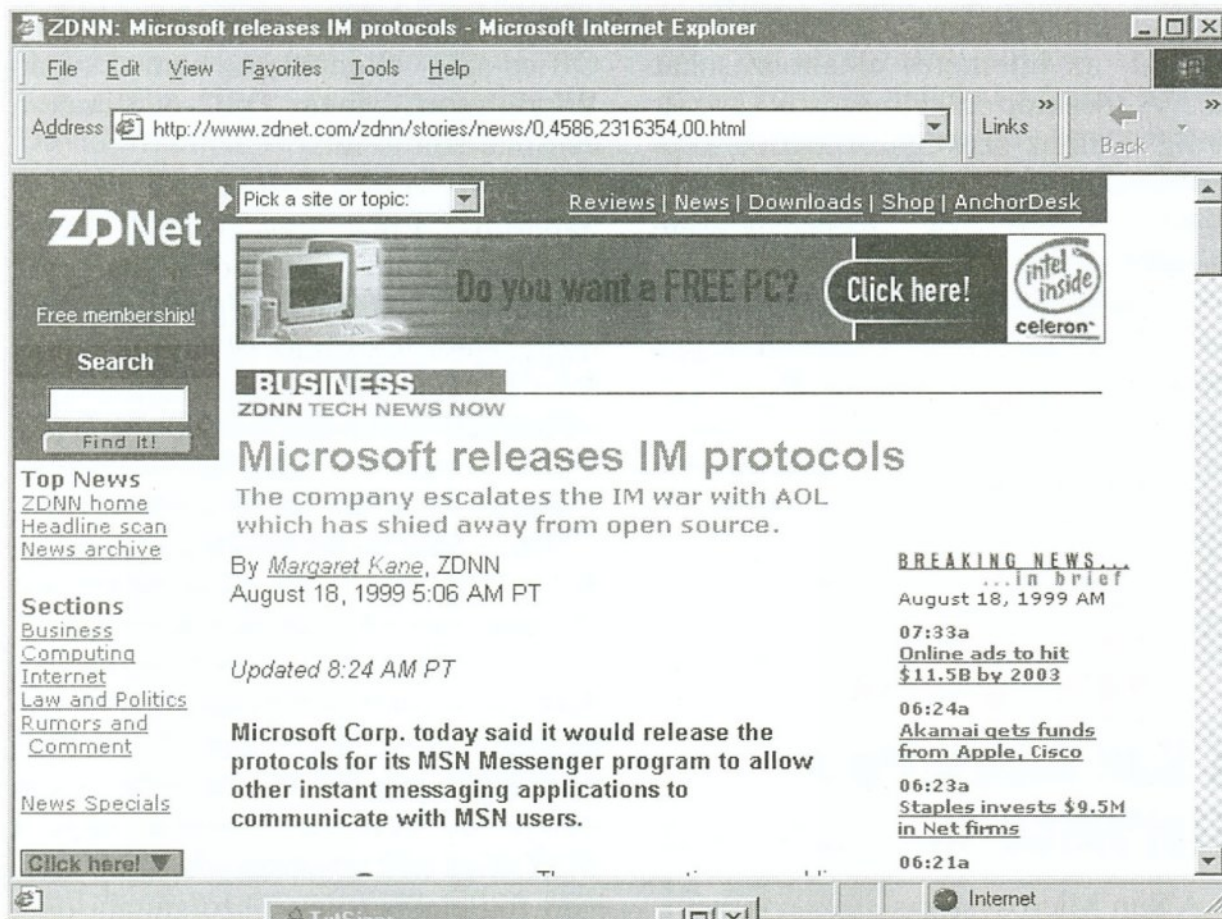 ZDNN: Microsoft releases IM protocols - Microsoft Internet Explorer
File Edit View Favorites Tools Help
Address http://www.zdnet.com/zdnn/stories/news/0,4586,2316354,00.html Links » Back »
ZDNet
Pick a site or topic:
Reviews | News | Downloads | Shop | AnchorDesk
Do you want a FREE PC? Click here! intel inside celeron
Free membership!
Search
Find It!
Top News
ZDNN home
Headline scan
News archive
Sections
Business
Computing
Internet
Law and Politics
Rumors and
Comment
News Specials
Click here!
BUSINESS
ZDNN TECH NEWS NOW
Microsoft releases IM protocols
The company escalates the IM war with AOL
which has shied away from open source.
By Margaret Kane, ZDNN
August 18, 1999 5:06 AM PT
Updated 8:24 AM PT
Microsoft Corp. today said it would release the
protocols for its MSN Messenger program to allow
other instant messaging applications to
communicate with MSN users.
BREAKING NEWS...
...in brief
August 18, 1999 AM
07:33a
Online ads to hit
$11.5B by 2003
06:24a
Akamai gets funds
from Apple, Cisco
06:23a
Staples invests $9.5M
in Net firms
06:21a
Internet